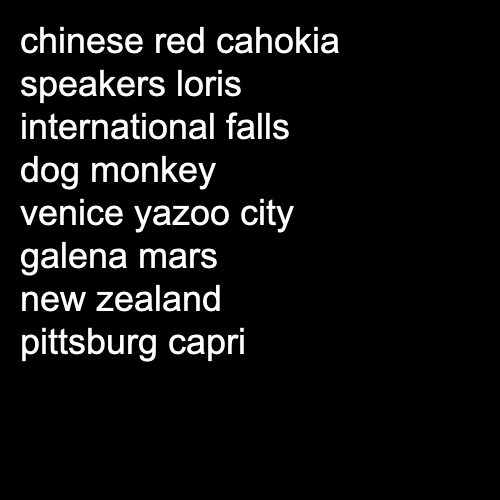 chinese red cahokia
speakers loris
international falls
dog monkey
venice yazoo city
galena mars
new zealand
pittsburg capri